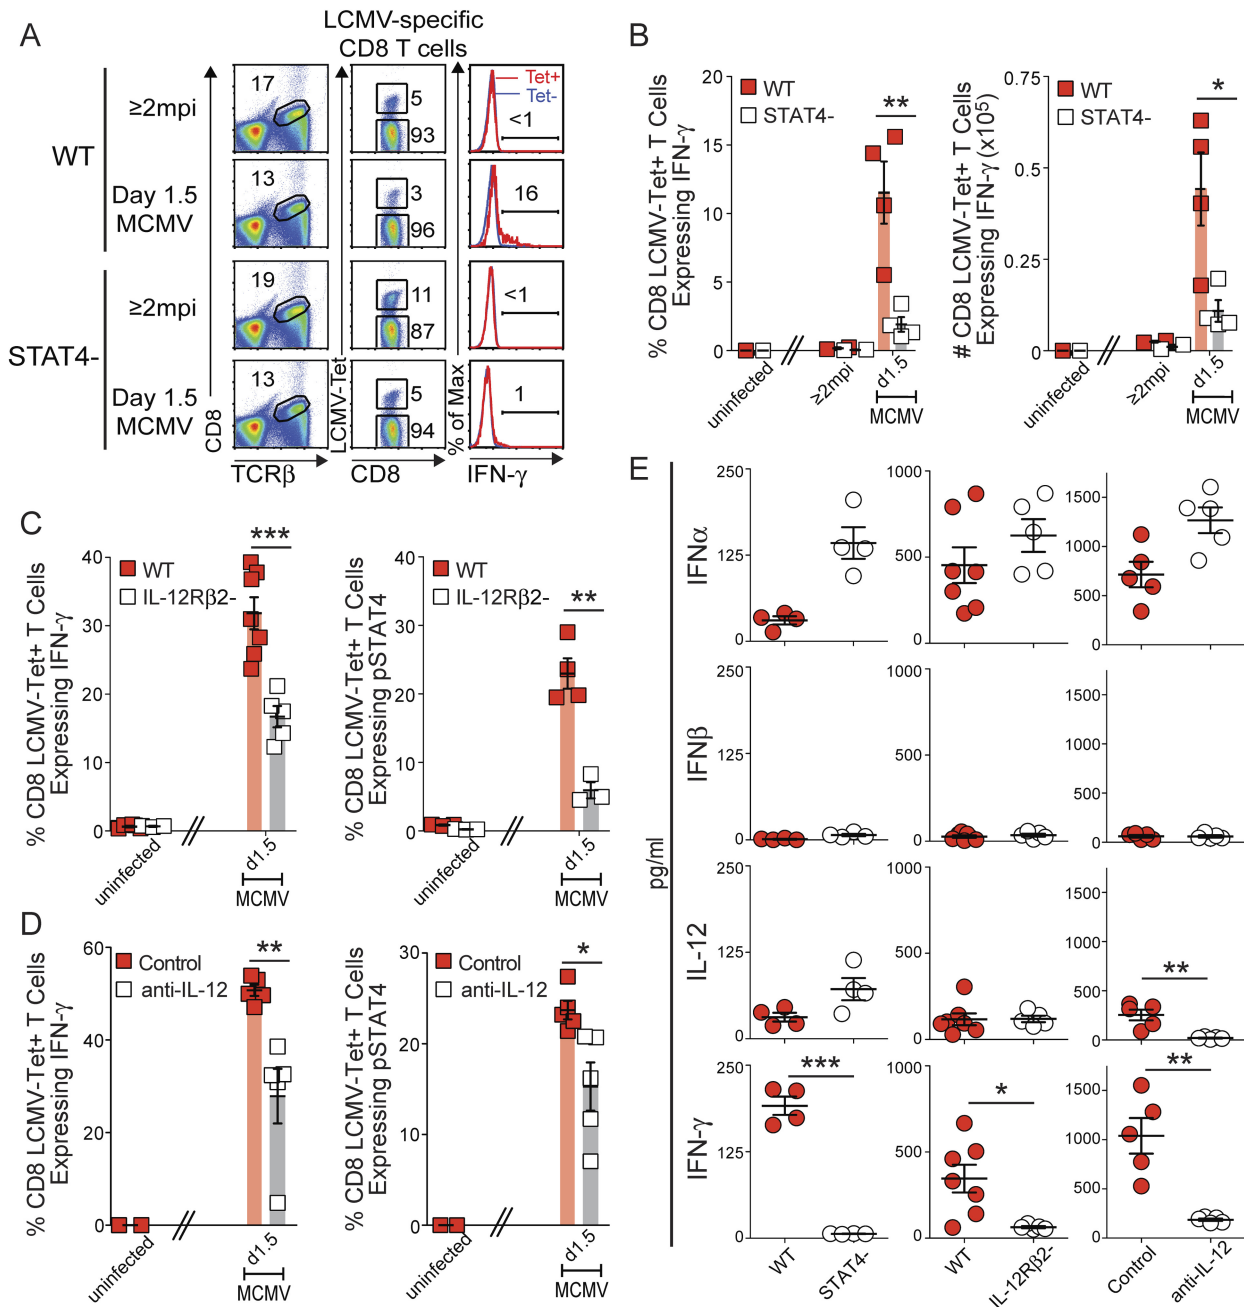 A
LCMV-specific
CD8 T cells
WT
≥2mpi
17
5
93
Tet+
Tet-
<1
Day 1.5
MCMV
13
3
96
16
STAT4-
≥2mpi
19
11
87
<1
Day 1.5
MCMV
13
5
94
1
CD8
LCMV-Tet
% of Max
TCRβ
CD8
IFN-γ
B
% CD8 LCMV-Tet+ T Cells
Expressing IFN-γ
20
15
10
5
0
WT
STAT4-
**
uninfected
≥2mpi
d1.5
MCMV
# CD8 LCMV-Tet+ T Cells
Expressing IFN-γ (x10⁵)
0.75
0.5
0.25
0
WT
STAT4-
*
uninfected
≥2mpi
d1.5
MCMV
C
% CD8 LCMV-Tet+ T Cells
Expressing IFN-γ
40
30
20
10
0
***
WT
IL-12Rβ2-
uninfected
d1.5
MCMV
% CD8 LCMV-Tet+ T Cells
Expressing pSTAT4
40
30
20
10
0
WT
IL-12Rβ2-
**
uninfected
d1.5
MCMV
D
% CD8 LCMV-Tet+ T Cells
Expressing IFN-γ
60
40
20
0
**
Control
anti-IL-12
uninfected
d1.5
MCMV
% CD8 LCMV-Tet+ T Cells
Expressing pSTAT4
30
20
10
0
*
Control
anti-IL-12
uninfected
d1.5
MCMV
E
pg/ml
IFNα
250
125
0
1000
500
0
1500
1000
500
0
IFNβ
250
125
0
1000
500
0
1500
1000
500
0
IL-12
250
125
0
1000
500
0
1500
1000
500
0
**
IFN-γ
250
125
0
***
1000
500
0
*
1500
1000
500
0
**
WT
STAT4-
WT
IL-12Rβ2-
Control
anti-IL-12